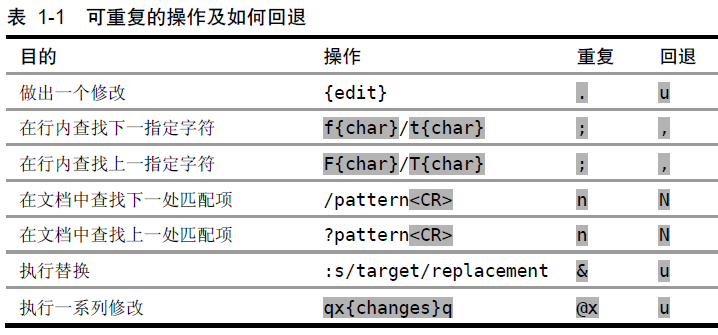 表 1-1 可重复的操作及如何回退
目的 操作 重复 回退
做出一个修改 {edit} . u
在行内查找下一指定字符 f{char}/t{char} ; ,
在行内查找上一指定字符 F{char}/T{char} ; ,
在文档中查找下一处匹配项 /pattern<CR> n N
在文档中查找上一处匹配项 ?pattern<CR> n N
执行替换 :s/target/replacement & u
执行一系列修改 qx{changes}q @x u